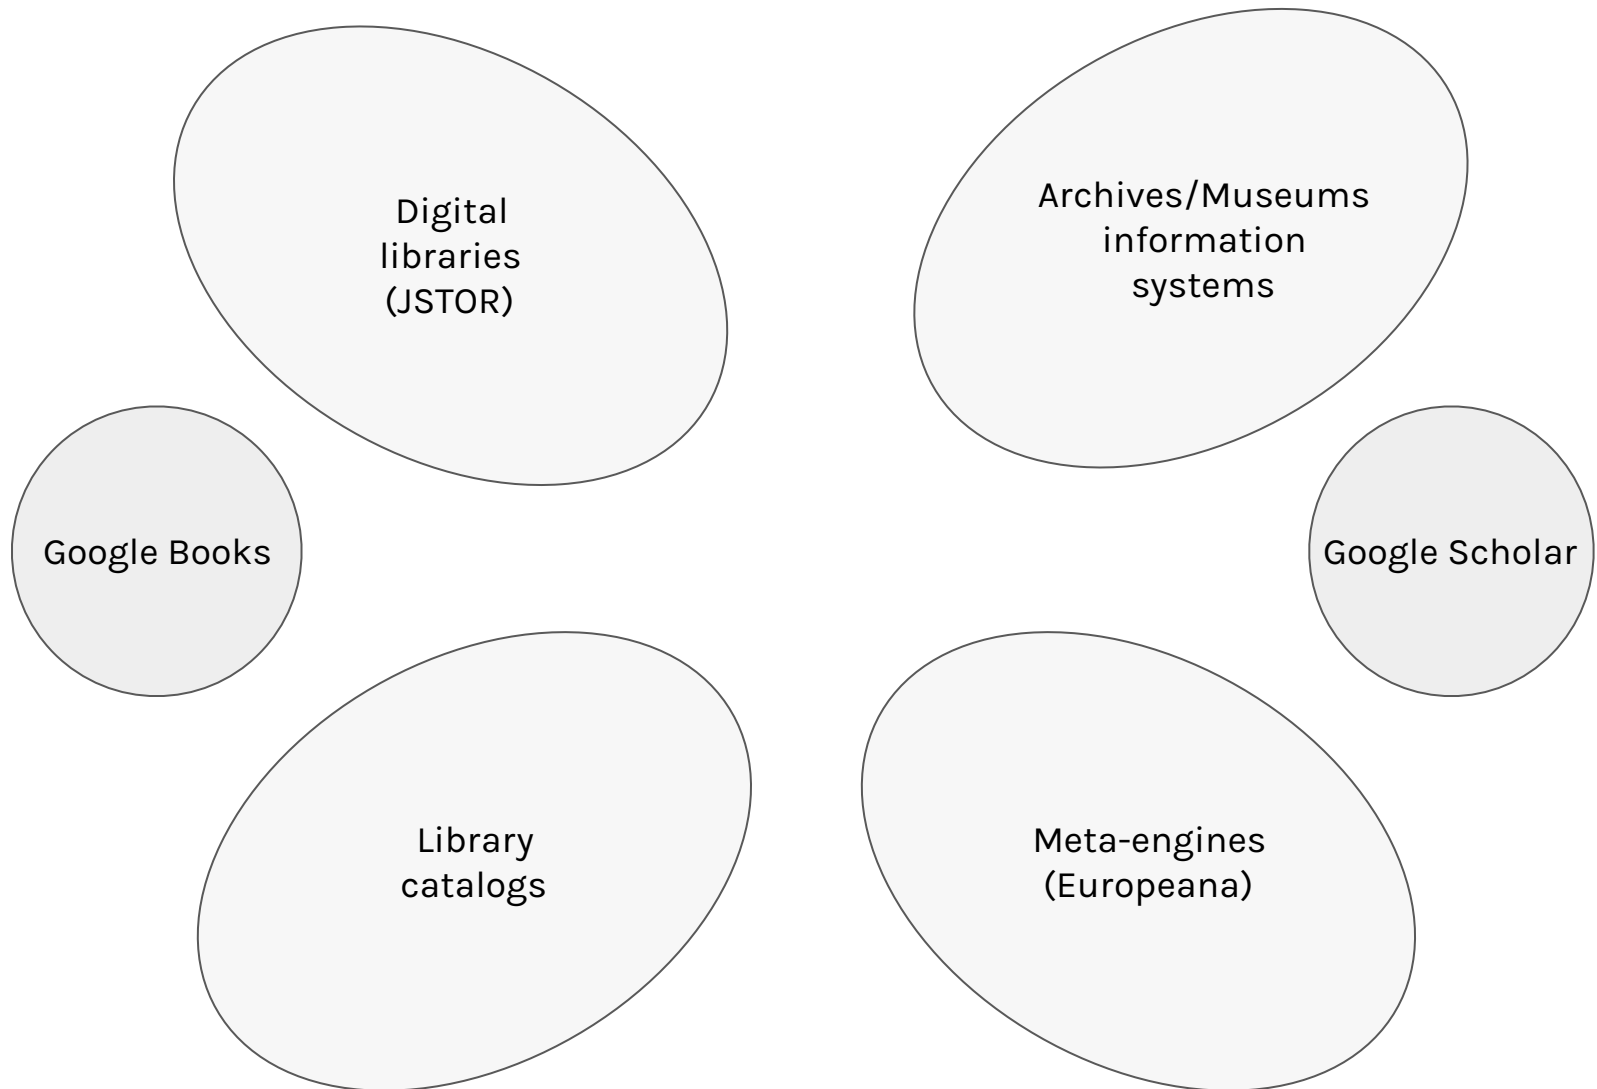 Digital
libraries
(JSTOR)
Archives/Museums
information
systems
Google Books
Google Scholar
Library
catalogs
Meta-engines
(Europeana)